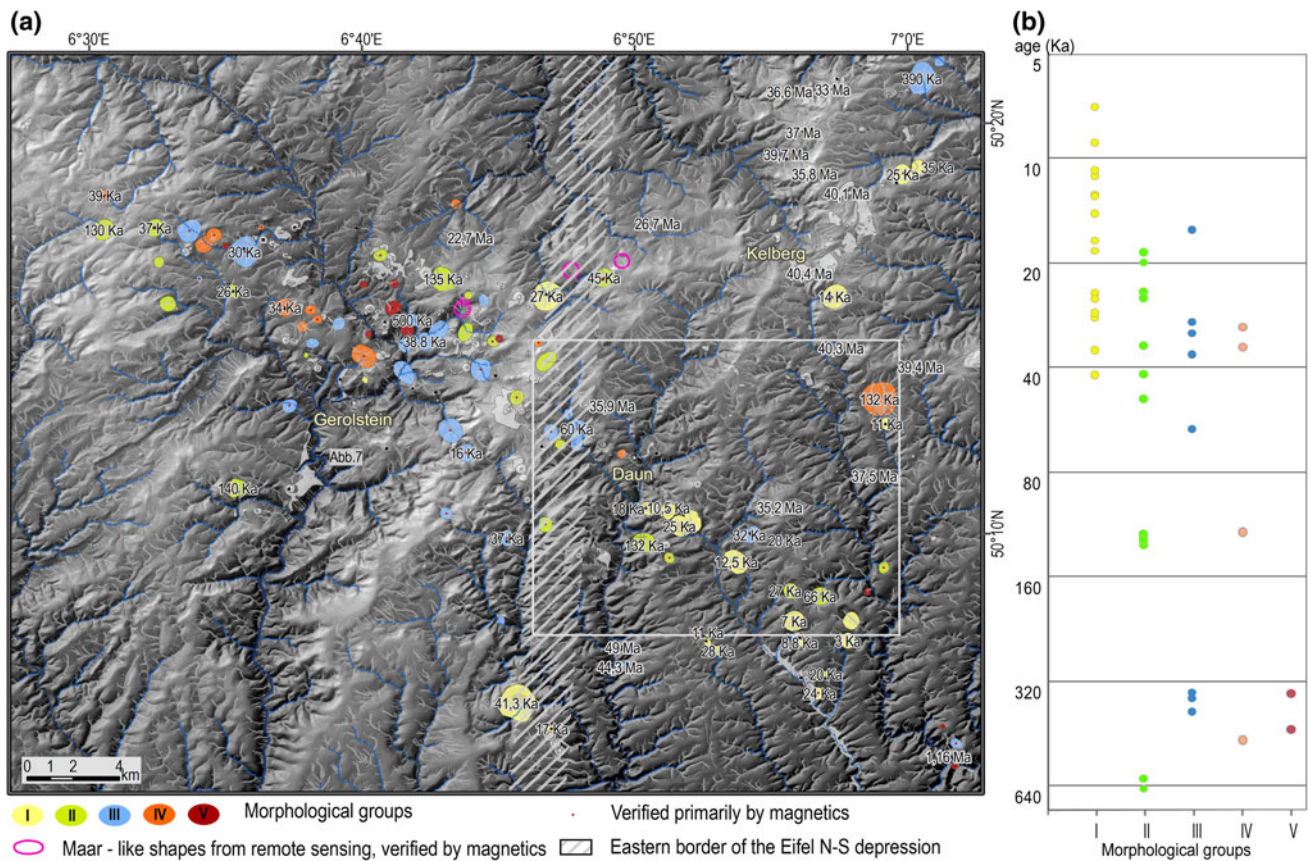 (a)
(b)
6°30'E
6°40'E
6°50'E
7°0'E
age (Ka)
50°20'N
50°10'N
390 Ka
36,6 Ma
33 Ma
37 Ma
39,7 Ma
35,8 Ma
25 Ka
35 Ka
40,1 Ma
39 Ka
130 Ka
37 Ka
30 Ka
22,7 Ma
26,7 Ma
Kelberg
135 Ka
45 Ka
40,4 Ma
26 Ka
27 Ka
14 Ka
34 Ka
38,8 Ka
40,3 Ma
39,4 Ma
132 Ka
35,9 Ma
11 Ka
Gerolstein
60 Ka
16 Ka
Abb.7
Daun
37,5 Ma
140 Ka
18 Ka
10,5 Ka
35,2 Ma
25 Ka
37 Ka
132 Ka
32 Ka
28 Ka
12,5 Ka
27 Ka
66 Ka
7 Ka
11 Ka
8,8 Ka
3 Ka
49 Ma
28 Ka
44,3 Ma
20 Ka
24 Ka
41,3 Ka
17 Ka
1,16 Ma
0 1 2 4
km
5
10
20
40
80
160
320
640
I II III IV V
Morphological groups
I II III IV V Morphological groups
Verified primarily by magnetics
Maar - like shapes from remote sensing, verified by magnetics
Eastern border of the Eifel N-S depression